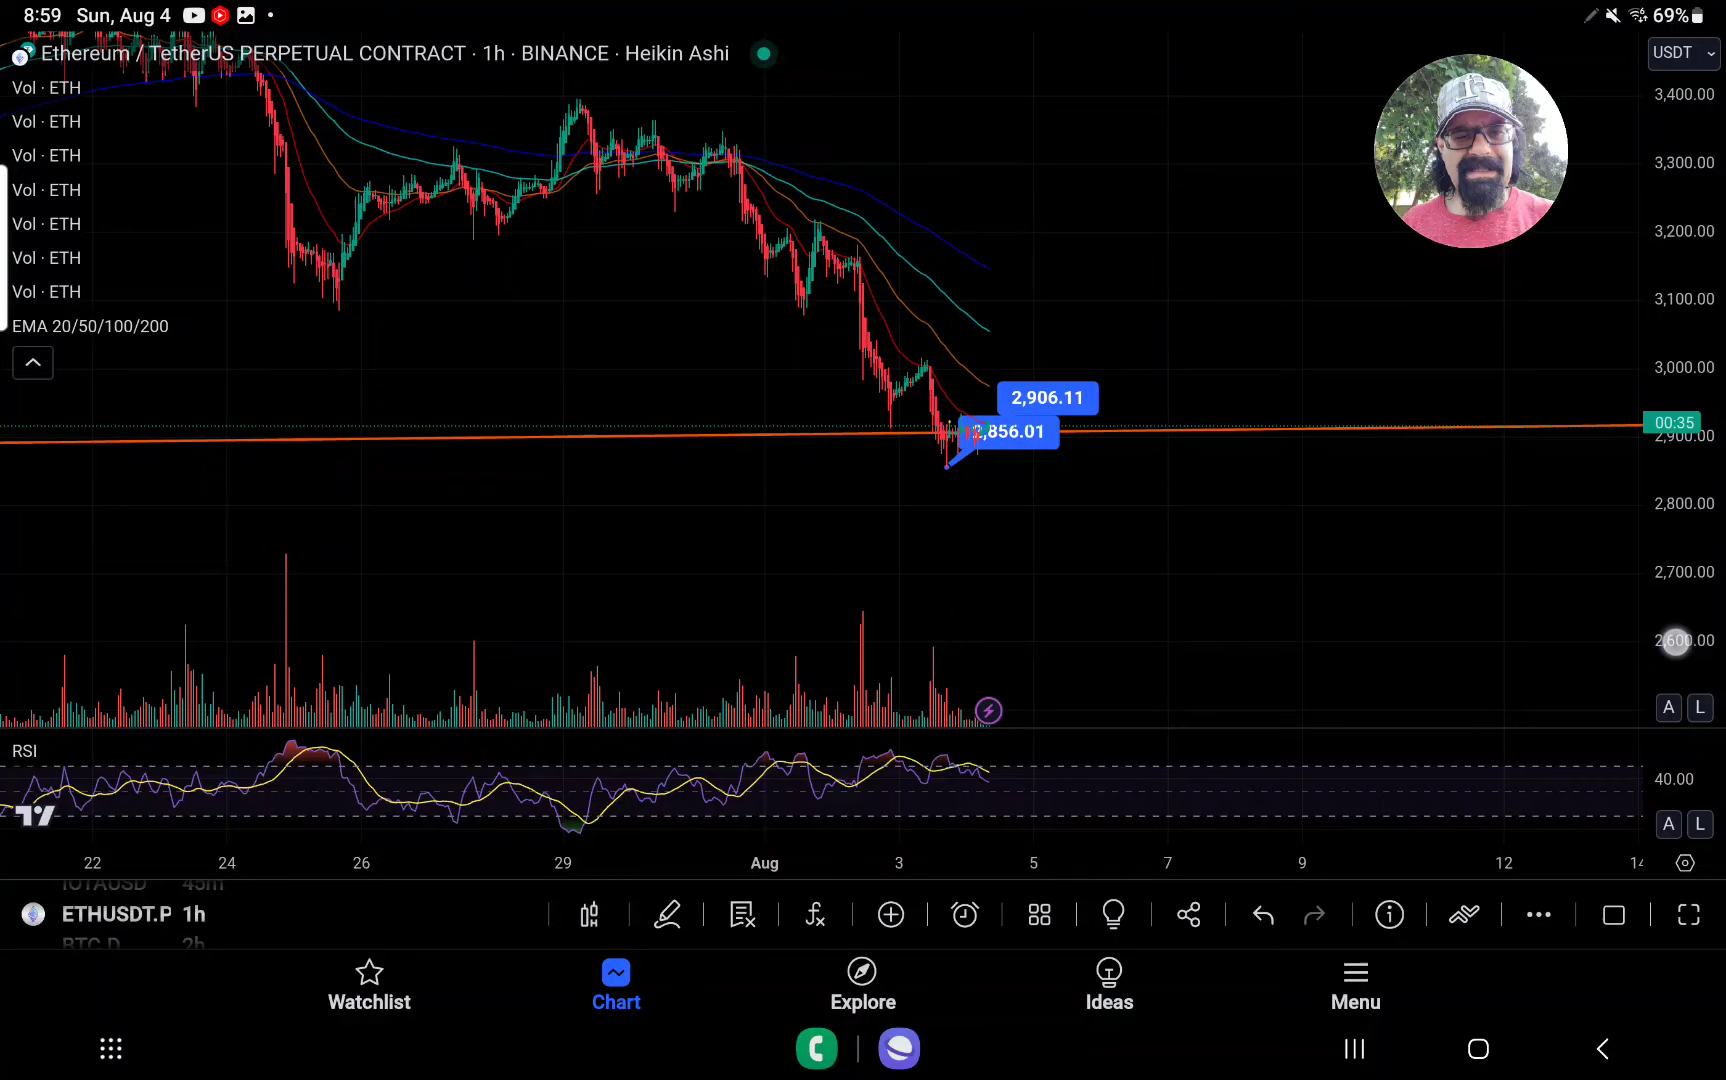 8:59 Sun, Aug 4
69%
Ethereum / TetherUS PERPETUAL CONTRACT · 1h · BINANCE · Heikin Ashi
USDT
Vol · ETH
Vol · ETH
Vol · ETH
Vol · ETH
Vol · ETH
Vol · ETH
Vol · ETH
EMA 20/50/100/200
3,400.00
3,300.00
3,200.00
3,100.00
3,000.00
2,906.11
00:35
,856.01
2,900.00
2,800.00
2,700.00
2,600.00
A L
RSI
40.00
A L
22 24 26 29 Aug 3 5 7 9 12 14
IOTAUSD 45m
ETHUSDT.P 1h
BTC.D 2h
Watchlist
Chart
Explore
Ideas
Menu